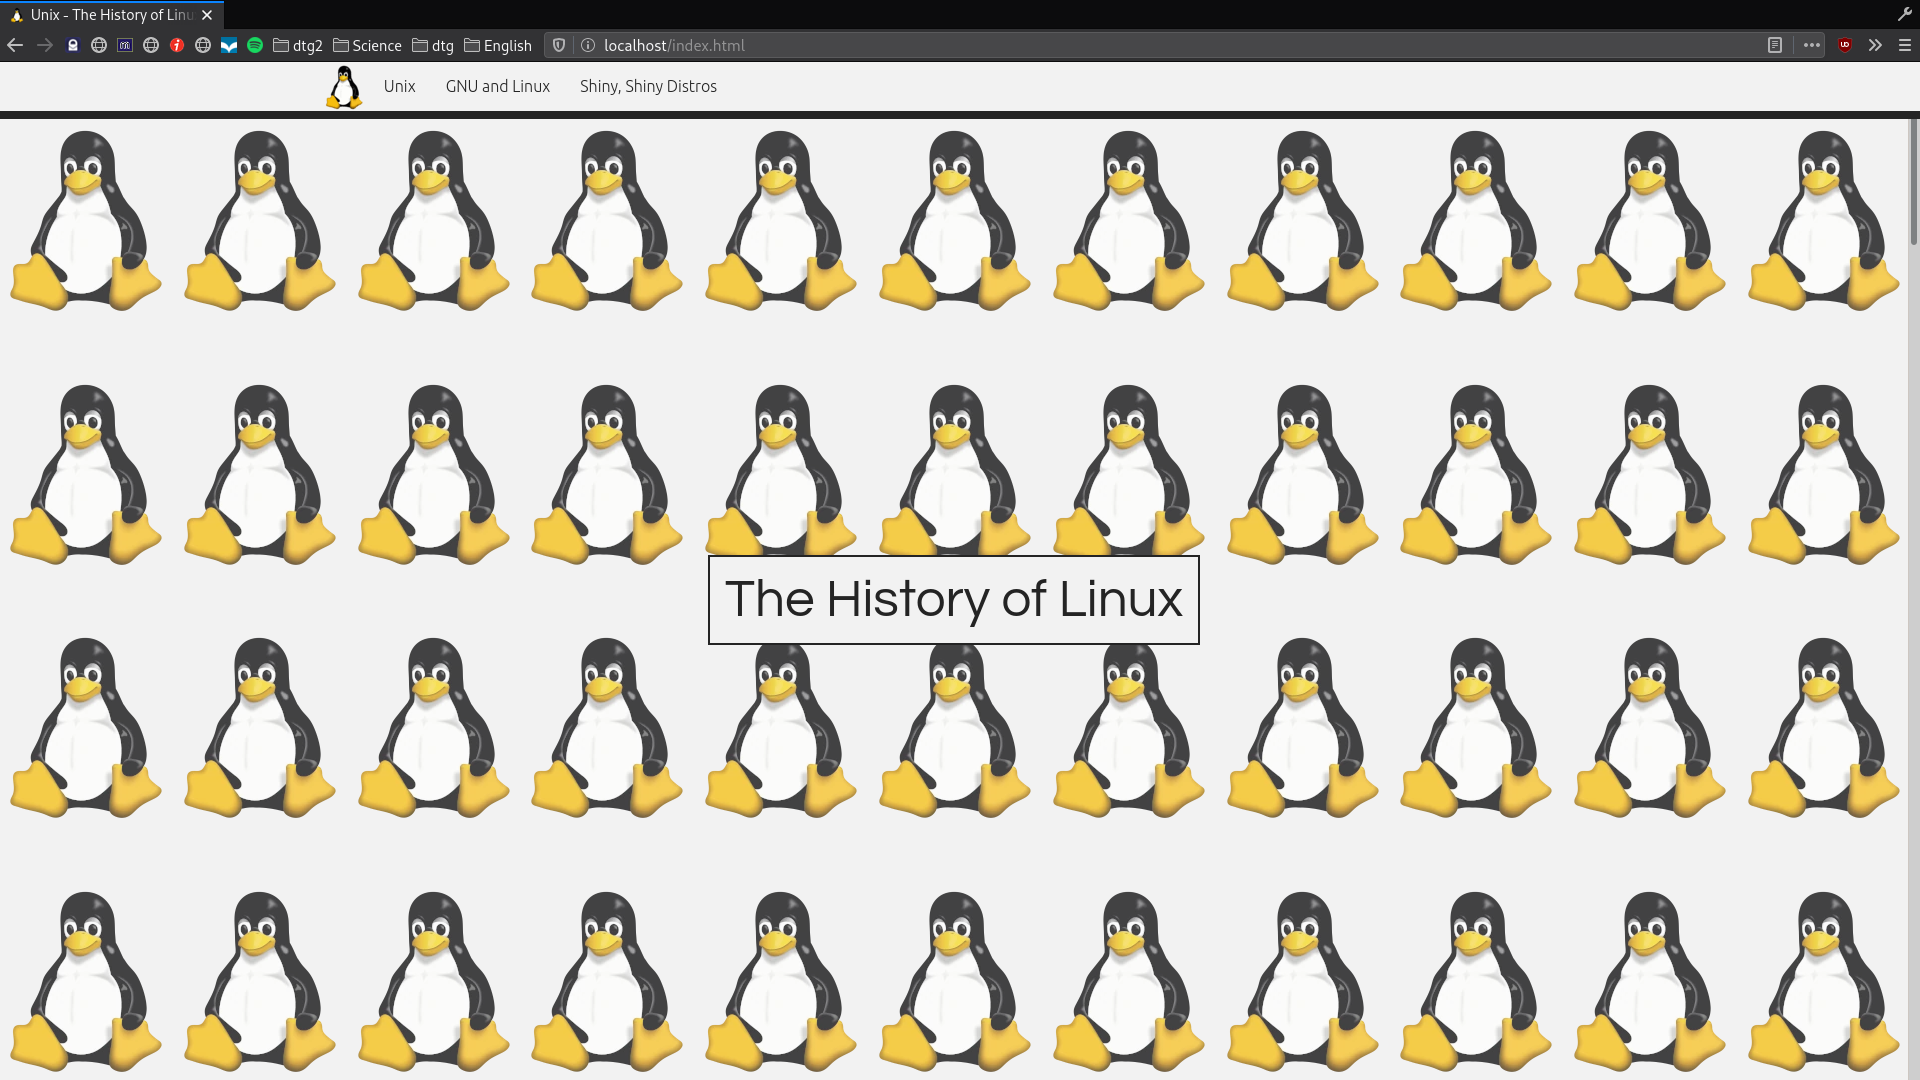 Unix - The History of Linu
dtg2 Science dtg English localhost/index.html
Unix GNU and Linux Shiny, Shiny Distros
The History of Linux